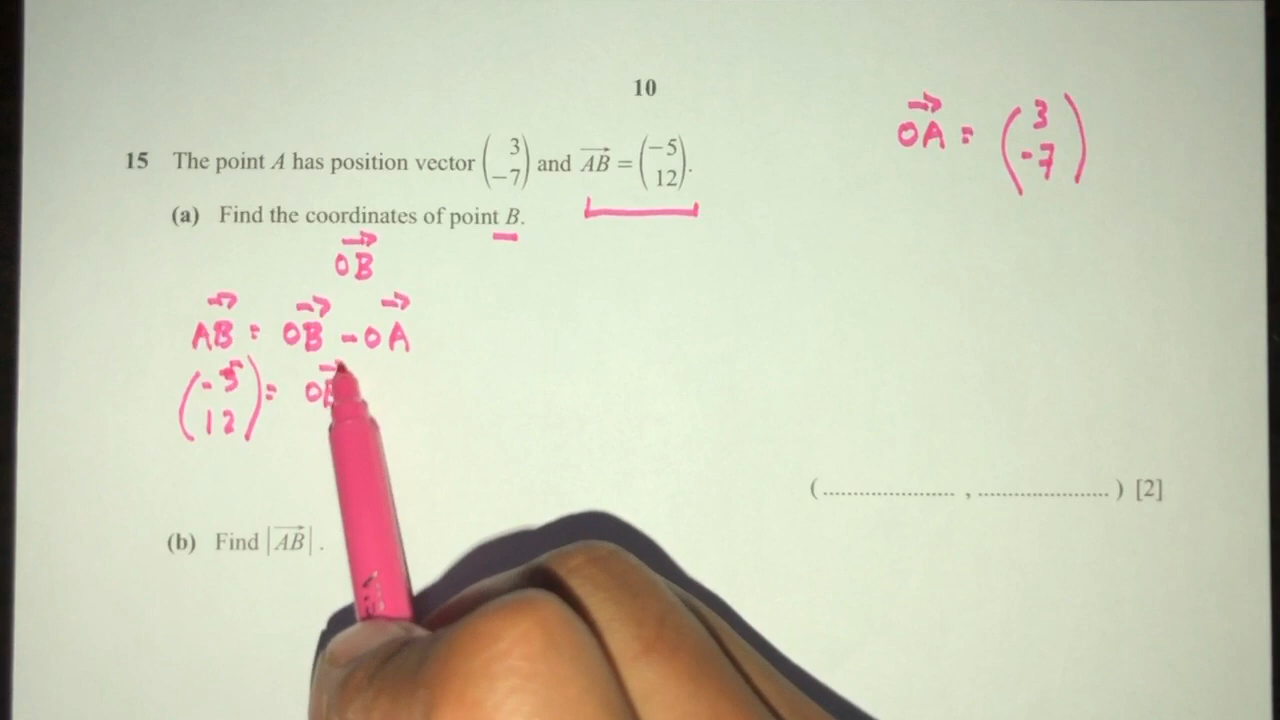 10
15 The point A has position vector (3 -7) and AB = (-5 12).
OA = (3 -7)
(a) Find the coordinates of point B.
OB
AB = OB - OA
(-5 12) = OB
(.................... , ....................) [2]
(b) Find |AB|.